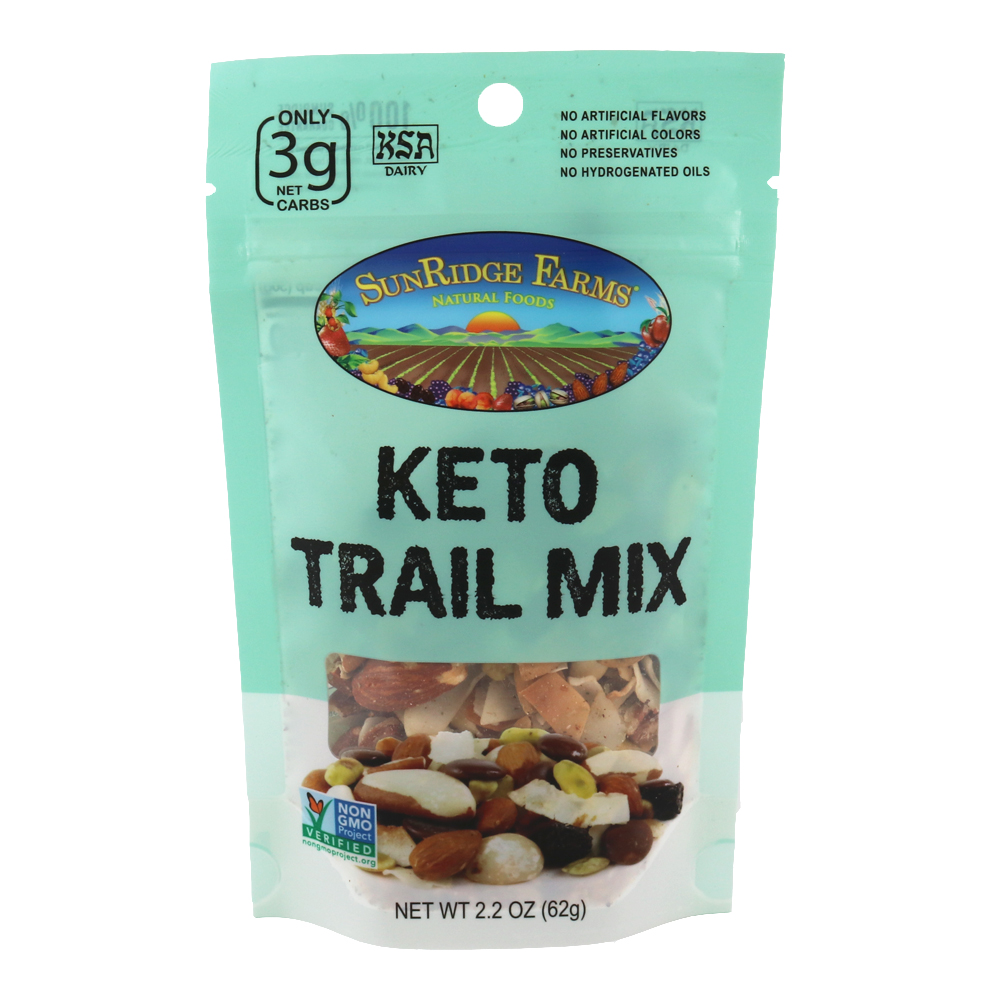 ONLY
3g
NET
CARBS
KSA
DAIRY
NO ARTIFICIAL FLAVORS
NO ARTIFICIAL COLORS
NO PRESERVATIVES
NO HYDROGENATED OILS
SUNRIDGE FARMS®
NATURAL FOODS
KETO
TRAIL MIX
NON
GMO
Project
VERIFIED
nongmoproject.org
NET WT 2.2 OZ (62g)